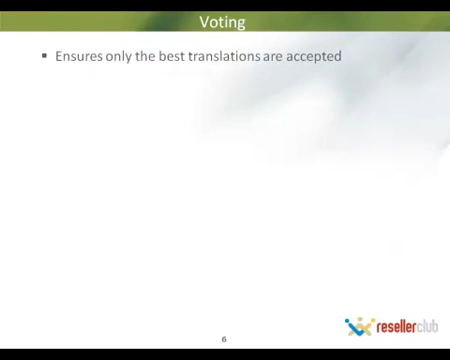 Voting
▪ Ensures only the best translations are accepted
resellerclub
6